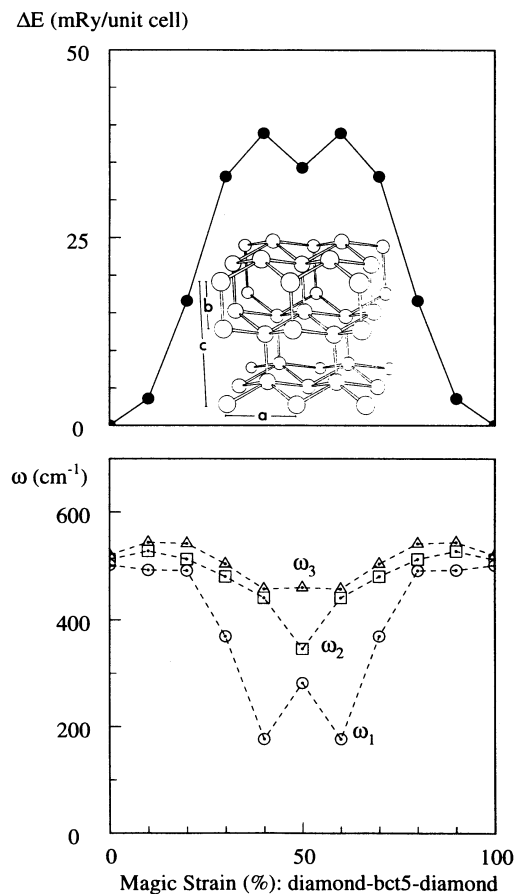 ΔE (mRy/unit cell)
50
25
0
b
c
a
ω (cm⁻¹)
600
400
200
0
ω₃
ω₂
ω₁
0
50
100
Magic Strain (%): diamond-bct5-diamond